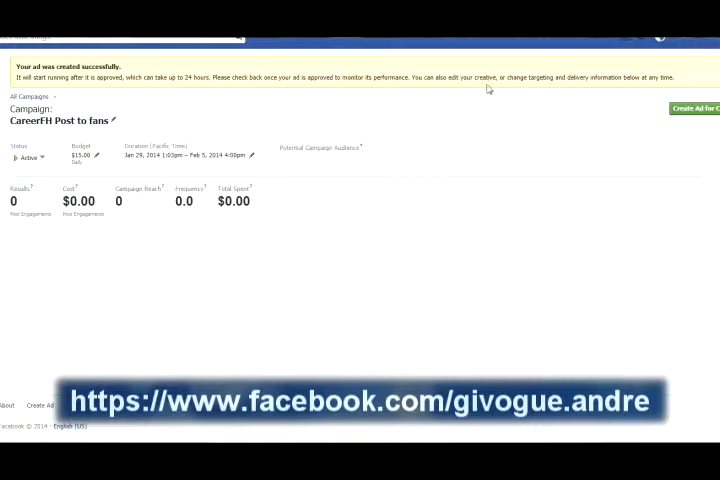 Your ad was created successfully.
It will start running after it is approved, which can take up to 24 hours. Please check back once your ad is approved to monitor its performance. You can also edit your creative, or change targeting and delivery information below at any time.
All Campaigns
Campaign:
CareerFH Post to fans
Create Ad for C
Status Budget Duration (Pacific Time) Potential Campaign Audience?
Active $15.00 Jan 29, 2014 1:03pm – Feb 5, 2014 4:00pm
Daily
Results? Cost? Campaign Reach? Frequency? Total Spent?
0 $0.00 0 0.0 $0.00
Post Engagements Post Engagements
https://www.facebook.com/givogue.andre
About Create Ad
acebook © 2014 · English (US)